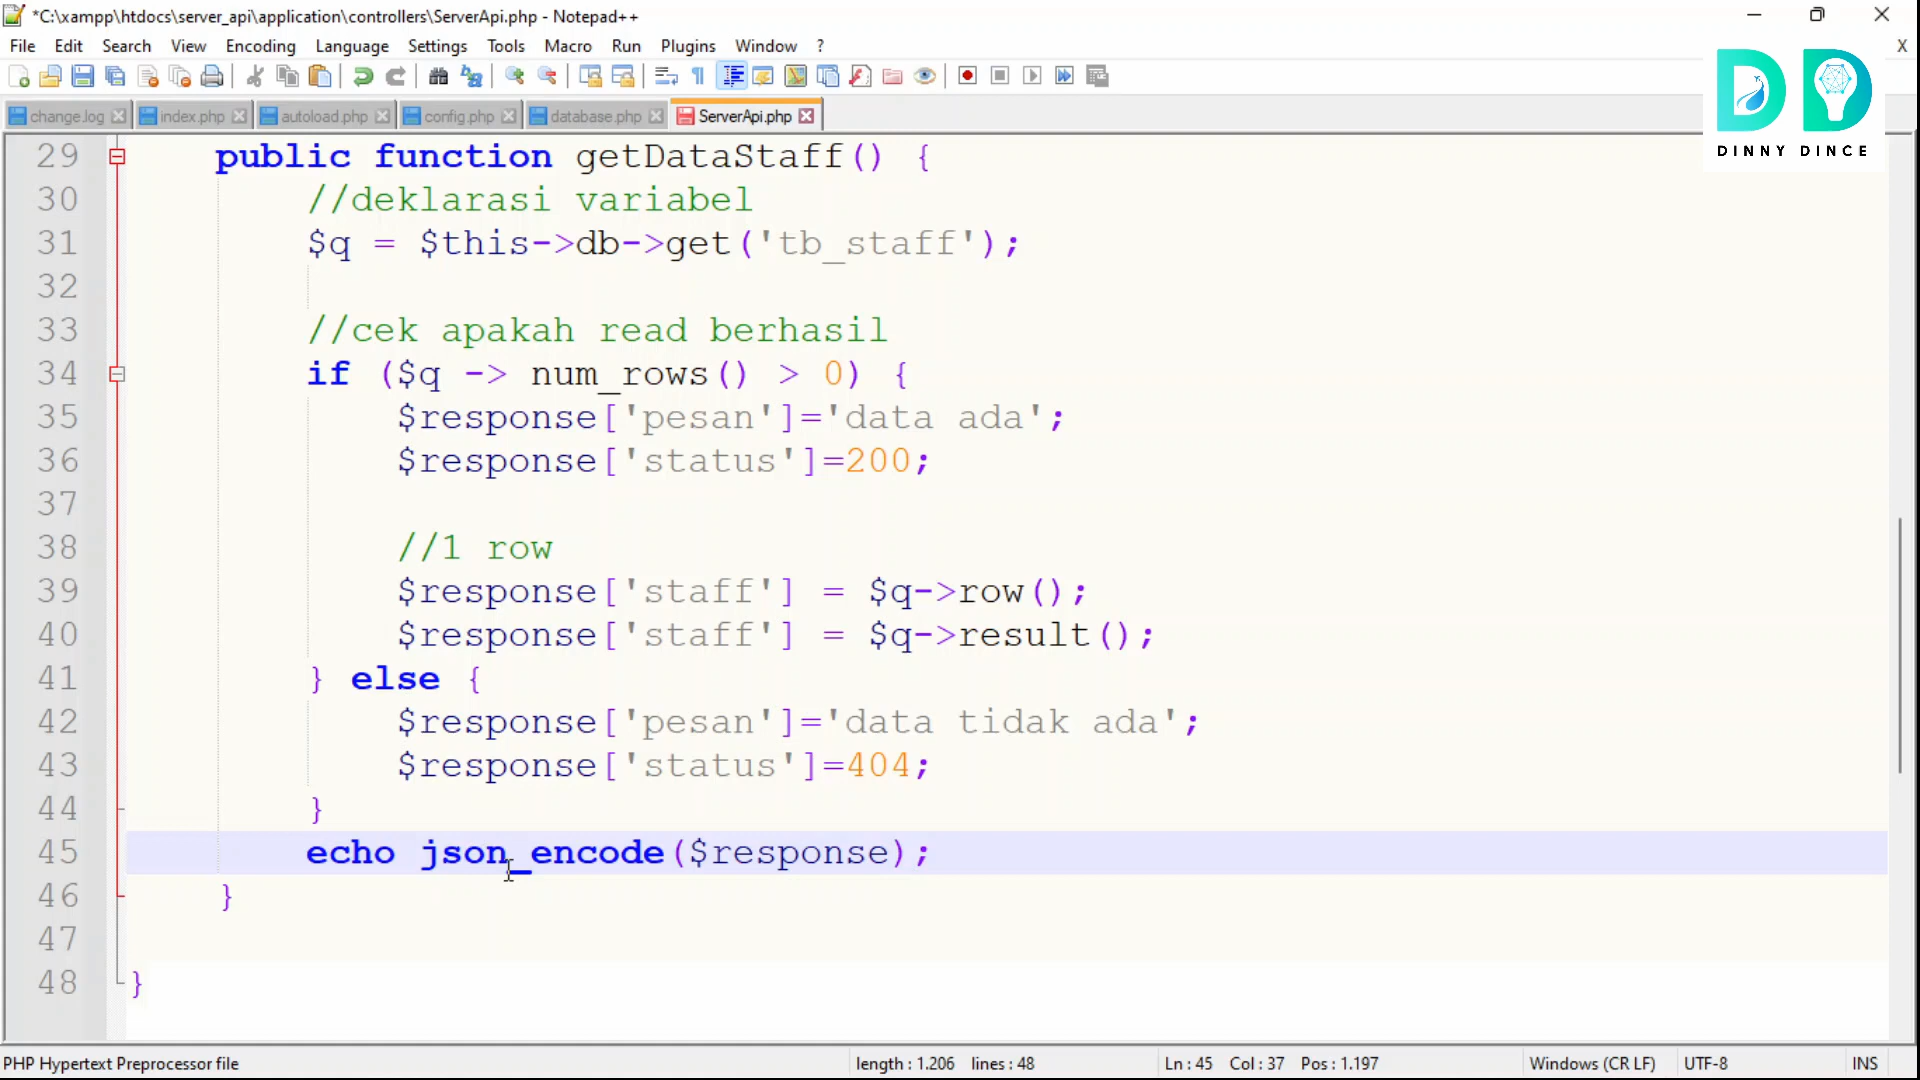 *C:\xampp\htdocs\server_api\application\controllers\ServerApi.php - Notepad++
File Edit Search View Encoding Language Settings Tools Macro Run Plugins Window ? X
change.log index.php autoload.php config.php database.php ServerApi.php
DINNY DINCE
29 public function getDataStaff() {
30 //deklarasi variabel
31 $q = $this->db->get('tb_staff');
32
33 //cek apakah read berhasil
34 if ($q -> num_rows() > 0) {
35 $response['pesan']='data ada';
36 $response['status']=200;
37
38 //1 row
39 $response['staff'] = $q->row();
40 $response['staff'] = $q->result();
41 } else {
42 $response['pesan']='data tidak ada';
43 $response['status']=404;
44 }
45 echo json_encode($response);
46 }
47
48 }
PHP Hypertext Preprocessor file length : 1.206 lines : 48 Ln : 45 Col : 37 Pos : 1.197 Windows (CR LF) UTF-8 INS